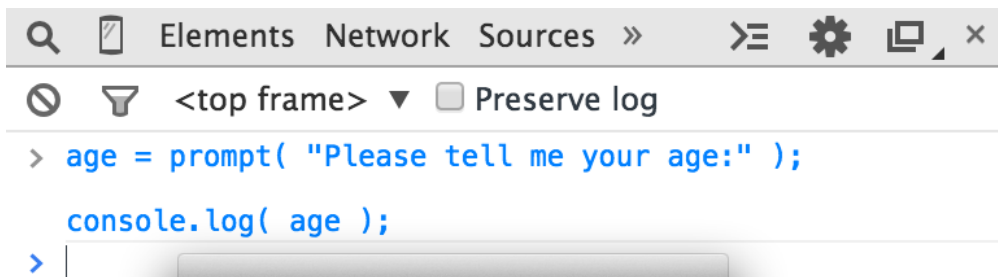 Elements Network Sources »
<top frame> ▼ Preserve log
> age = prompt( "Please tell me your age:" );
console.log( age );
>